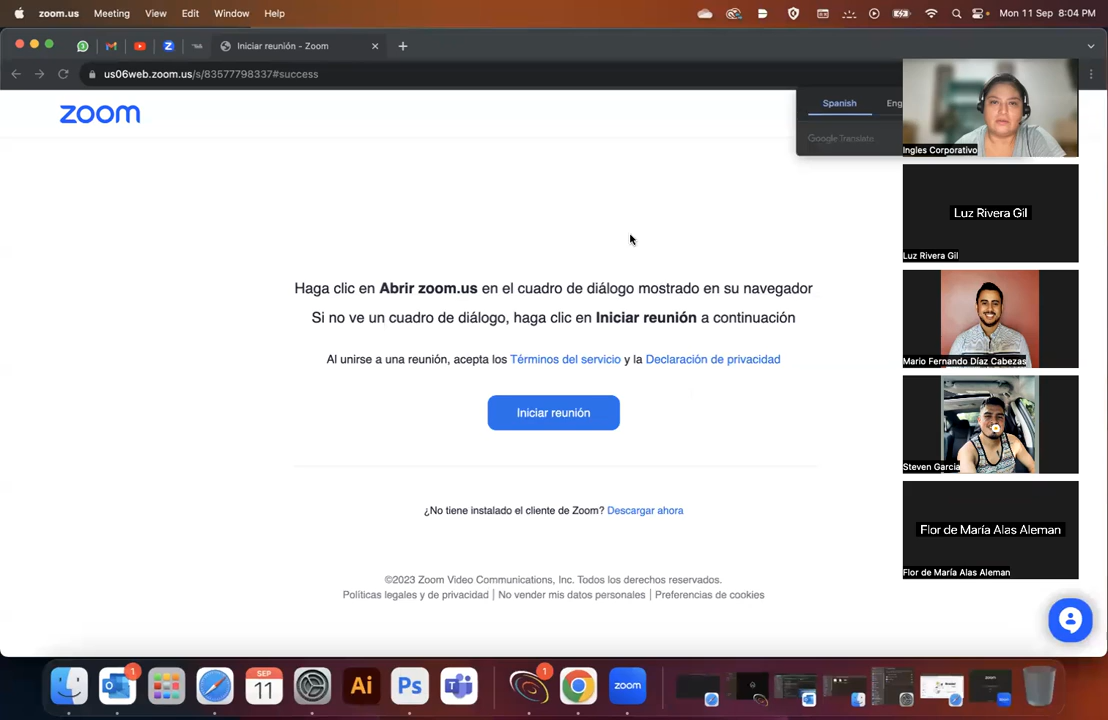 zoom.us Meeting View Edit Window Help Mon 11 Sep 8:04 PM
Iniciar reunión - Zoom
us06web.zoom.us/s/83577798337#success
zoom
Spanish Eng
Google Translate
Ingles Corporativo
Luz Rivera Gil
Luz Rivera Gil
Haga clic en Abrir zoom.us en el cuadro de diálogo mostrado en su navegador
Si no ve un cuadro de diálogo, haga clic en Iniciar reunión a continuación
Al unirse a una reunión, acepta los Términos del servicio y la Declaración de privacidad
Mario Fernando Díaz Cabezas
Iniciar reunión
Steven Garcia
¿No tiene instalado el cliente de Zoom? Descargar ahora
Flor de María Alas Aleman
Flor de María Alas Aleman
©2023 Zoom Video Communications, Inc. Todos los derechos reservados.
Políticas legales y de privacidad | No vender mis datos personales | Preferencias de cookies
1
SEP
11
Ai
Ps
1
zoom